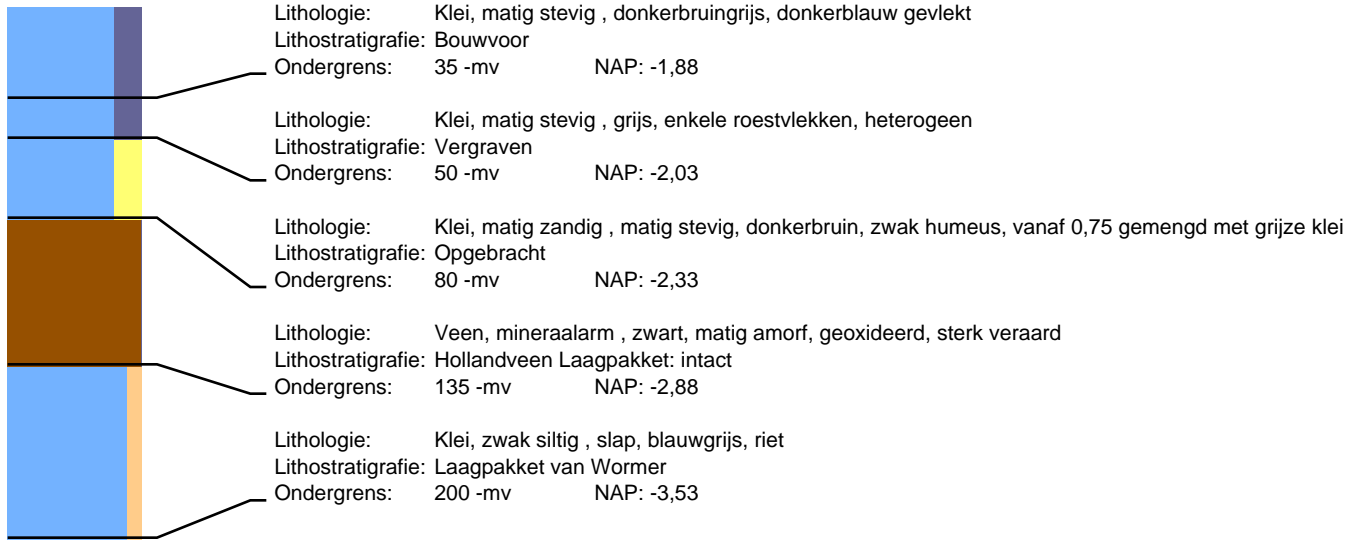 Lithologie: Klei, matig stevig , donkerbruingrijs, donkerblauw gevlekt
Lithostratigrafie: Bouwvoor
Ondergrens: 35 -mv NAP: -1,88
Lithologie: Klei, matig stevig , grijs, enkele roestvlekken, heterogeen
Lithostratigrafie: Vergraven
Ondergrens: 50 -mv NAP: -2,03
Lithologie: Klei, matig zandig , matig stevig, donkerbruin, zwak humeus, vanaf 0,75 gemengd met grijze klei
Lithostratigrafie: Opgebracht
Ondergrens: 80 -mv NAP: -2,33
Lithologie: Veen, mineraalarm , zwart, matig amorf, geoxideerd, sterk veraard
Lithostratigrafie: Hollandveen Laagpakket: intact
Ondergrens: 135 -mv NAP: -2,88
Lithologie: Klei, zwak siltig , slap, blauwgrijs, riet
Lithostratigrafie: Laagpakket van Wormer
Ondergrens: 200 -mv NAP: -3,53